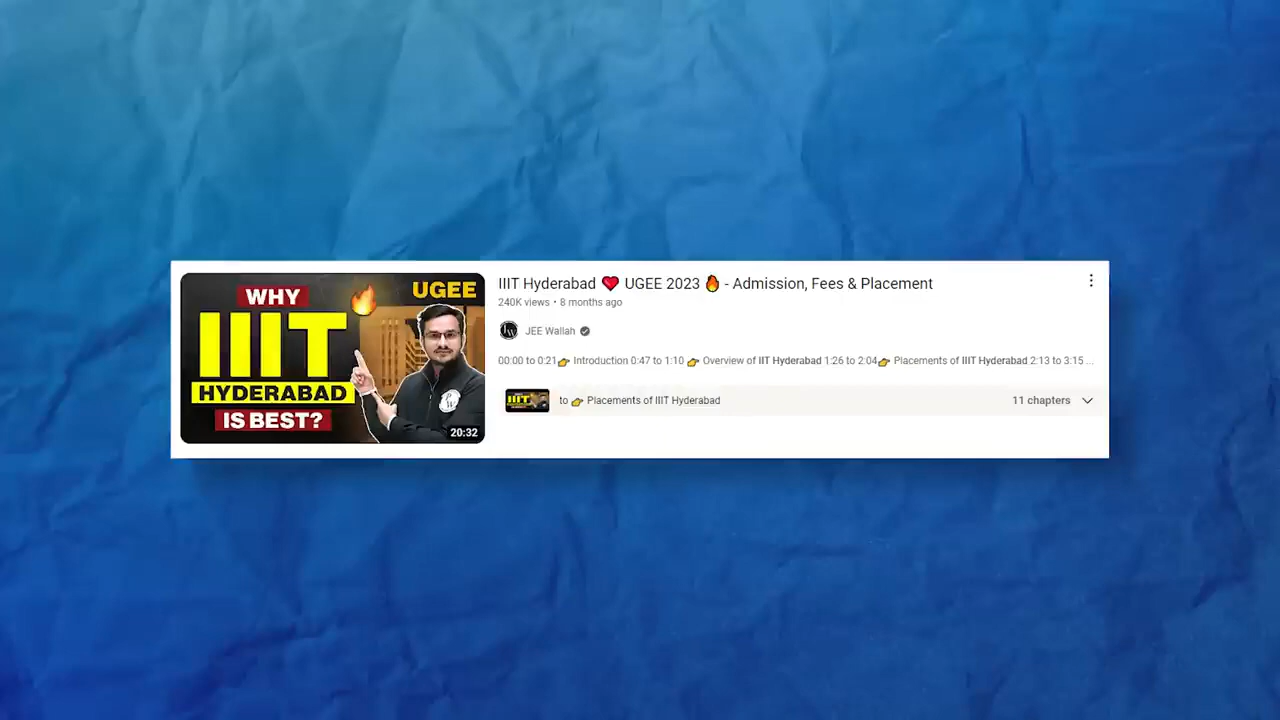 WHY
IIIT
HYDERABAD
IS BEST?
UGEE
20:32
IIIT Hyderabad ❤️ UGEE 2023 🔥 - Admission, Fees & Placement
240K views • 8 months ago
JEE Wallah
00:00 to 0:21👉 Introduction 0:47 to 1:10 👉 Overview of IIT Hyderabad 1:26 to 2:04👉 Placements of IIIT Hyderabad 2:13 to 3:15 ...
to 👉 Placements of IIIT Hyderabad
11 chapters